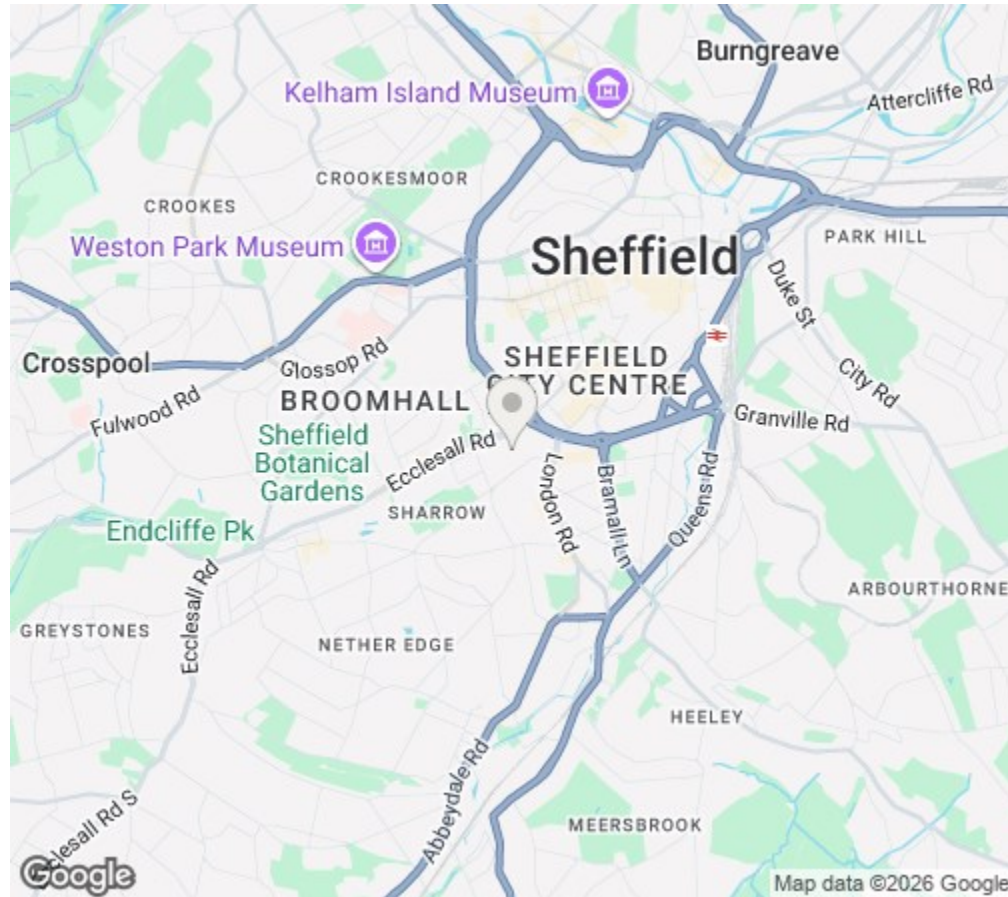 Burngreave
Kelham Island Museum
Attercliffe Rd
CROOKESMOOR
CROOKES
Weston Park Museum
Sheffield
PARK HILL
Duke St
Crosspool
Glossop Rd
SHEFFIELD
CITY CENTRE
City Rd
Fulwood Rd
BROOMHALL
Granville Rd
Sheffield
Botanical
Gardens
Ecclesall Rd
London Rd
Bramall Ln
Queens Rd
SHARROW
Endcliffe Pk
Ecclesall Rd
ARBOURTHORNE
GREYSTONES
NETHER EDGE
HEELEY
Abbeydale Rd
Ecclesall Rd S
MEERSBROOK
Google
Map data ©2026 Google